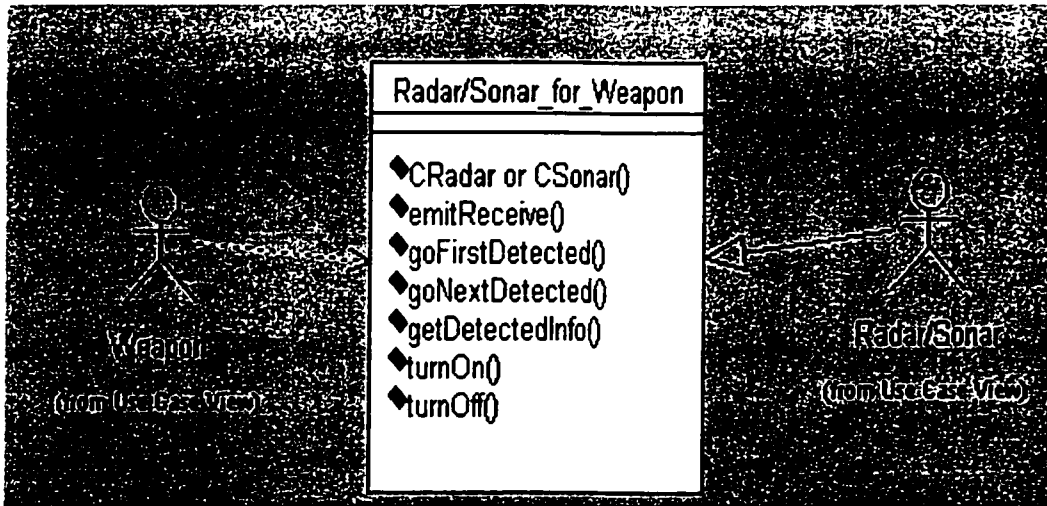 Radar/Sonar_for_Weapon
CRadar or CSonar()
emitReceive()
goFirstDetected()
goNextDetected()
getDetectedInfo()
turnOn()
turnOff()
Weapon
(from Use Case View)
Radar/Sonar
(from Use Case View)